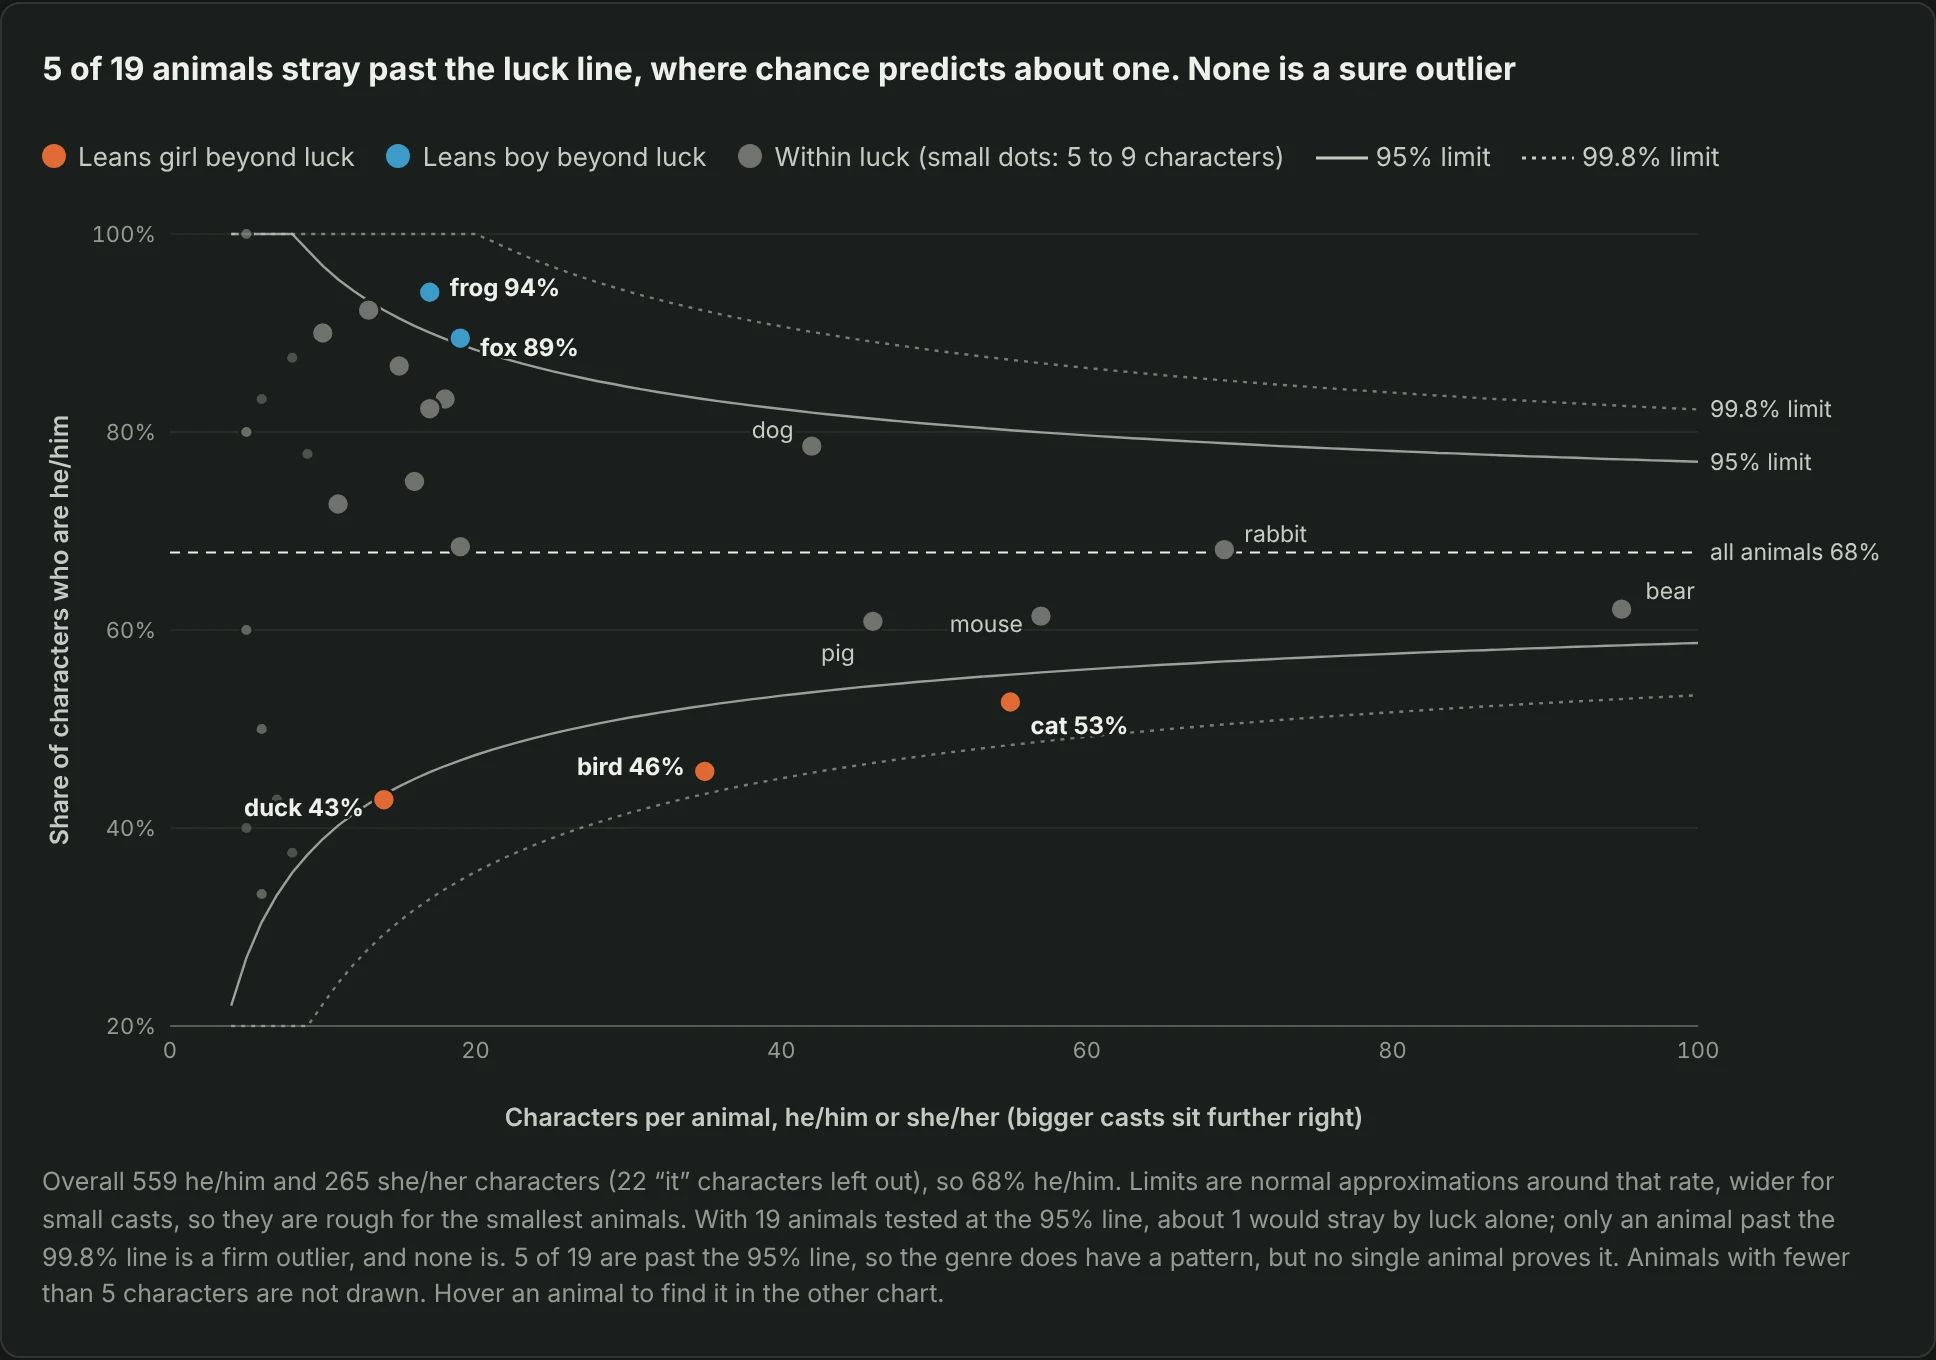 5 of 19 animals stray past the luck line, where chance predicts about one. None is a sure outlier
Leans girl beyond luck
Leans boy beyond luck
Within luck (small dots: 5 to 9 characters)
95% limit
99.8% limit
Share of characters who are he/him
100%
80%
60%
40%
20%
frog 94%
fox 89%
dog
rabbit
bear
mouse
pig
cat 53%
bird 46%
duck 43%
99.8% limit
95% limit
all animals 68%
0
20
40
60
80
100
Characters per animal, he/him or she/her (bigger casts sit further right)
Overall 559 he/him and 265 she/her characters (22 “it” characters left out), so 68% he/him. Limits are normal approximations around that rate, wider for
small casts, so they are rough for the smallest animals. With 19 animals tested at the 95% line, about 1 would stray by luck alone; only an animal past the
99.8% line is a firm outlier, and none is. 5 of 19 are past the 95% line, so the genre does have a pattern, but no single animal proves it. Animals with fewer
than 5 characters are not drawn. Hover an animal to find it in the other chart.